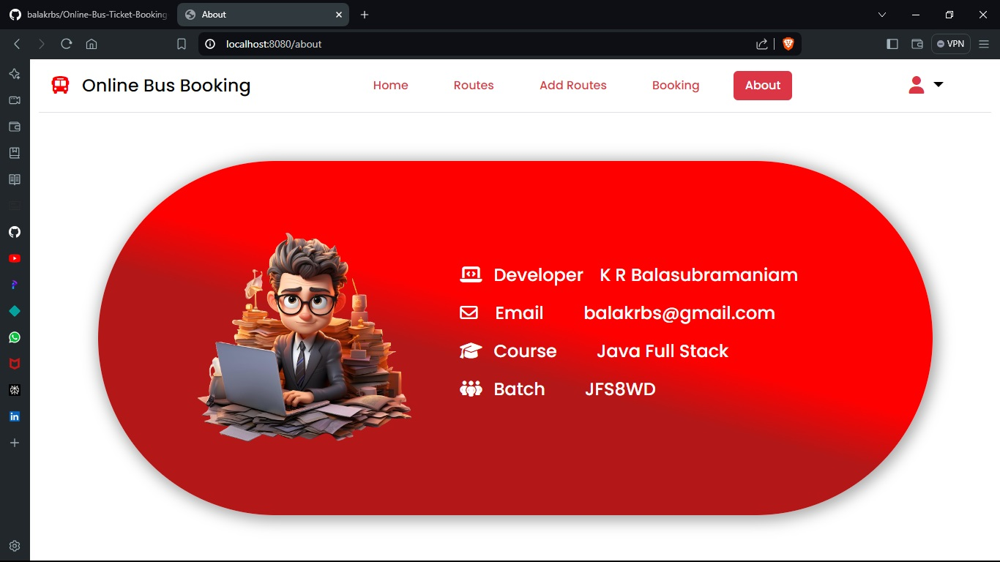 balakrbs/Online-Bus-Ticket-Booking
About
localhost:8080/about
VPN
Online Bus Booking
Home
Routes
Add Routes
Booking
About
Developer K R Balasubramaniam
Email balakrbs@gmail.com
Course Java Full Stack
Batch JFS8WD